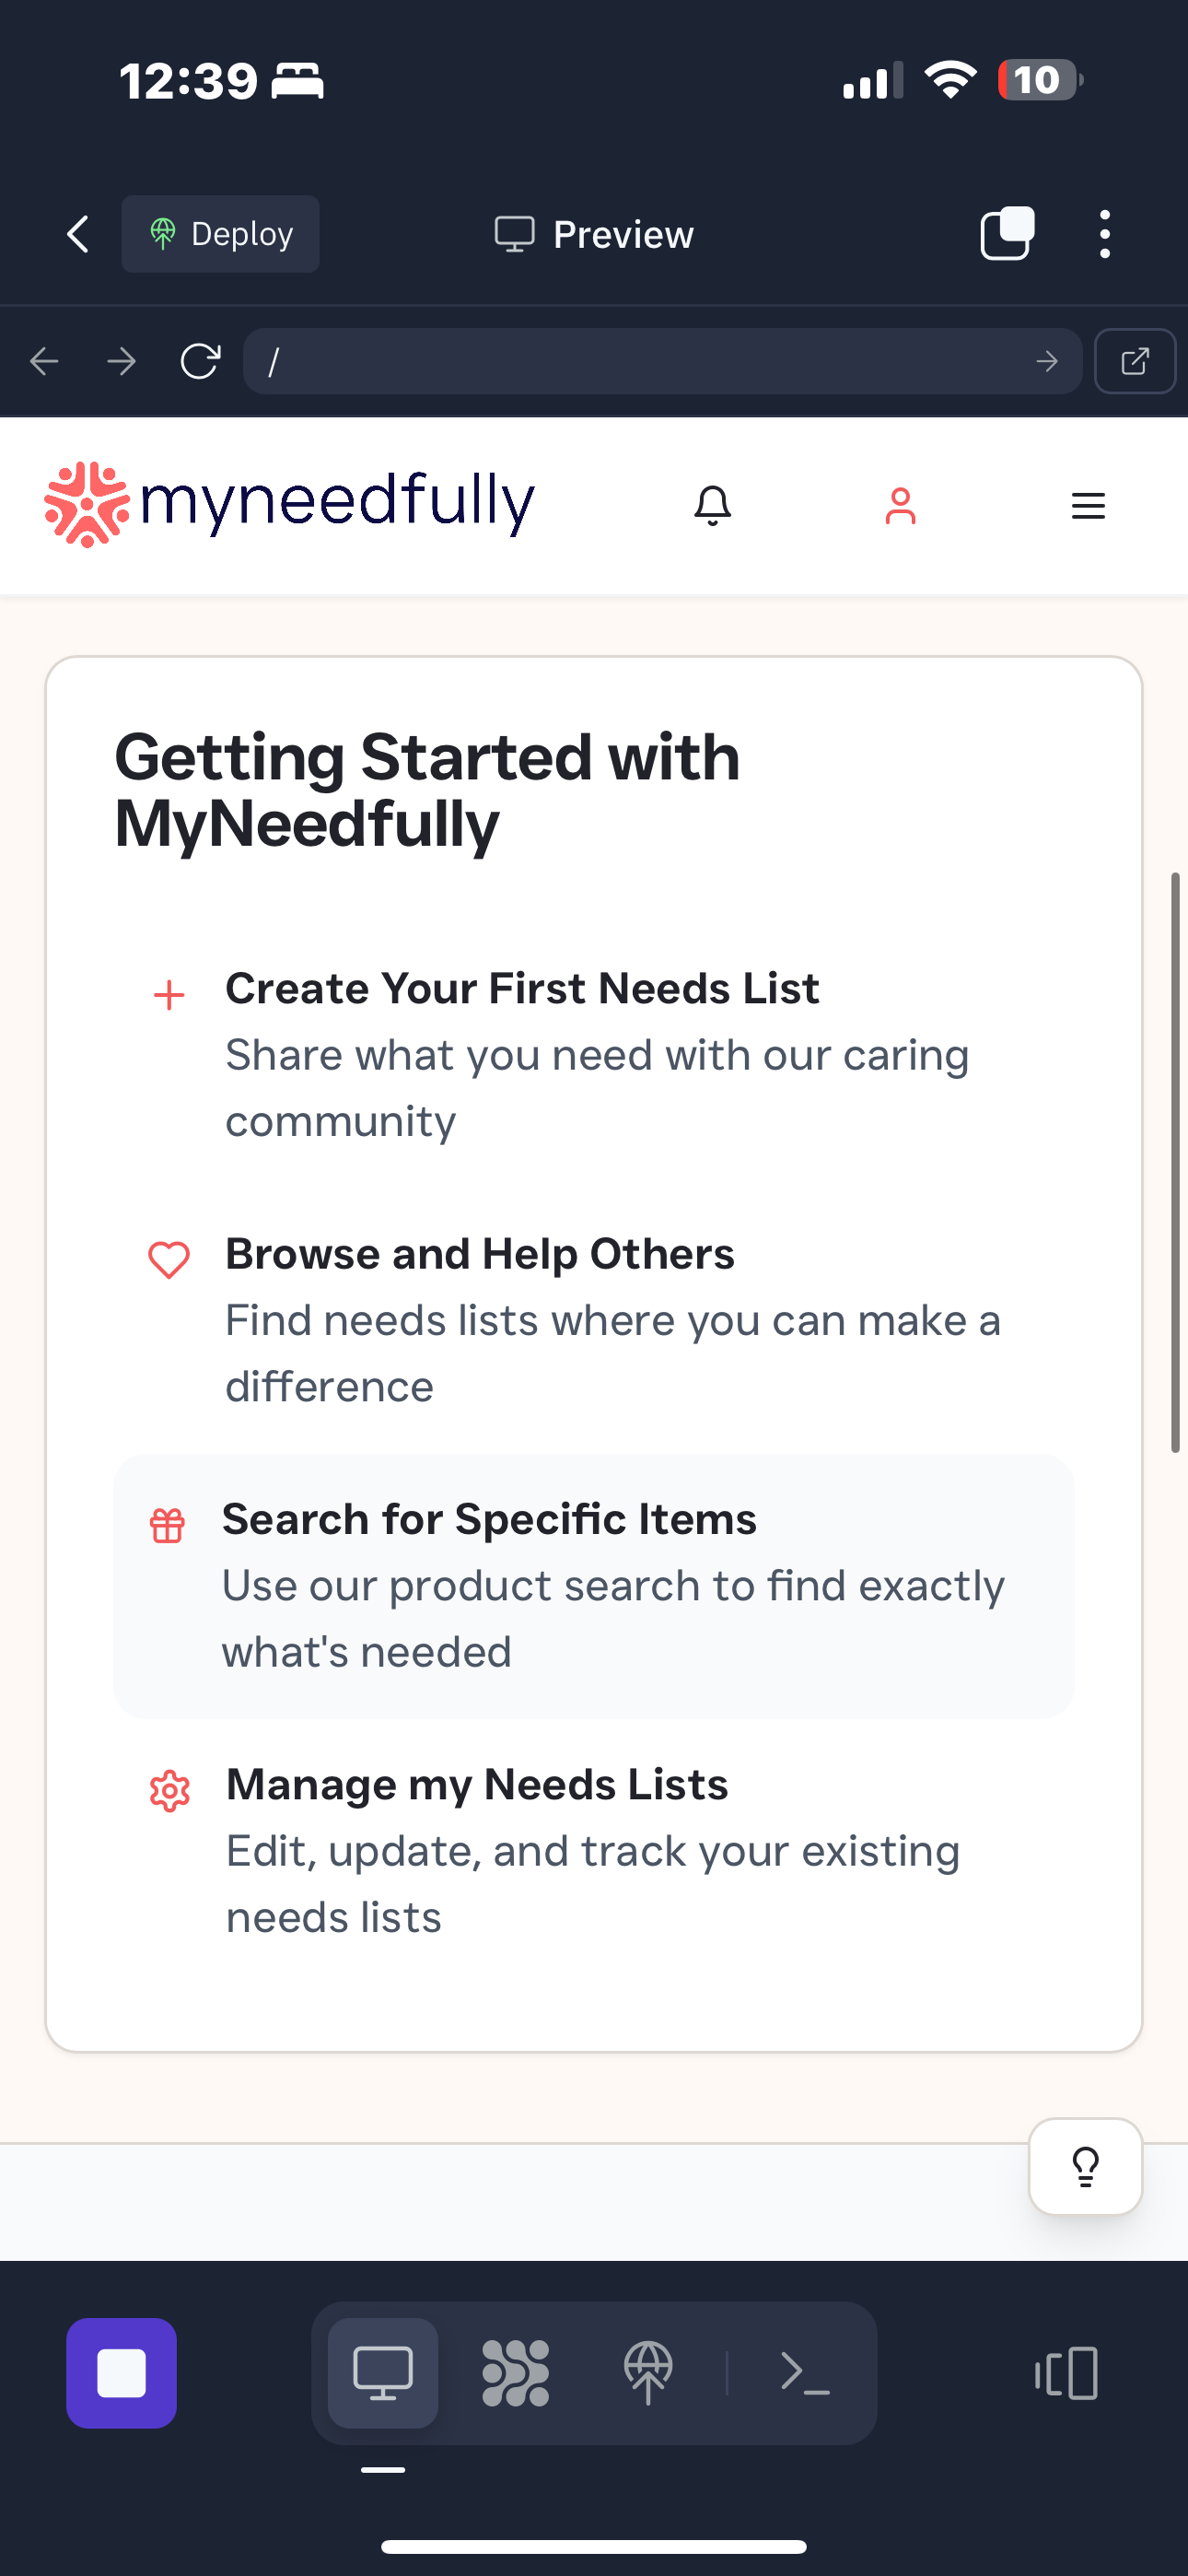 12:39
10
Deploy
Preview
/
myneedfully
Getting Started with
MyNeedfully
Create Your First Needs List
Share what you need with our caring
community
Browse and Help Others
Find needs lists where you can make a
difference
Search for Specific Items
Use our product search to find exactly
what's needed
Manage my Needs Lists
Edit, update, and track your existing
needs lists